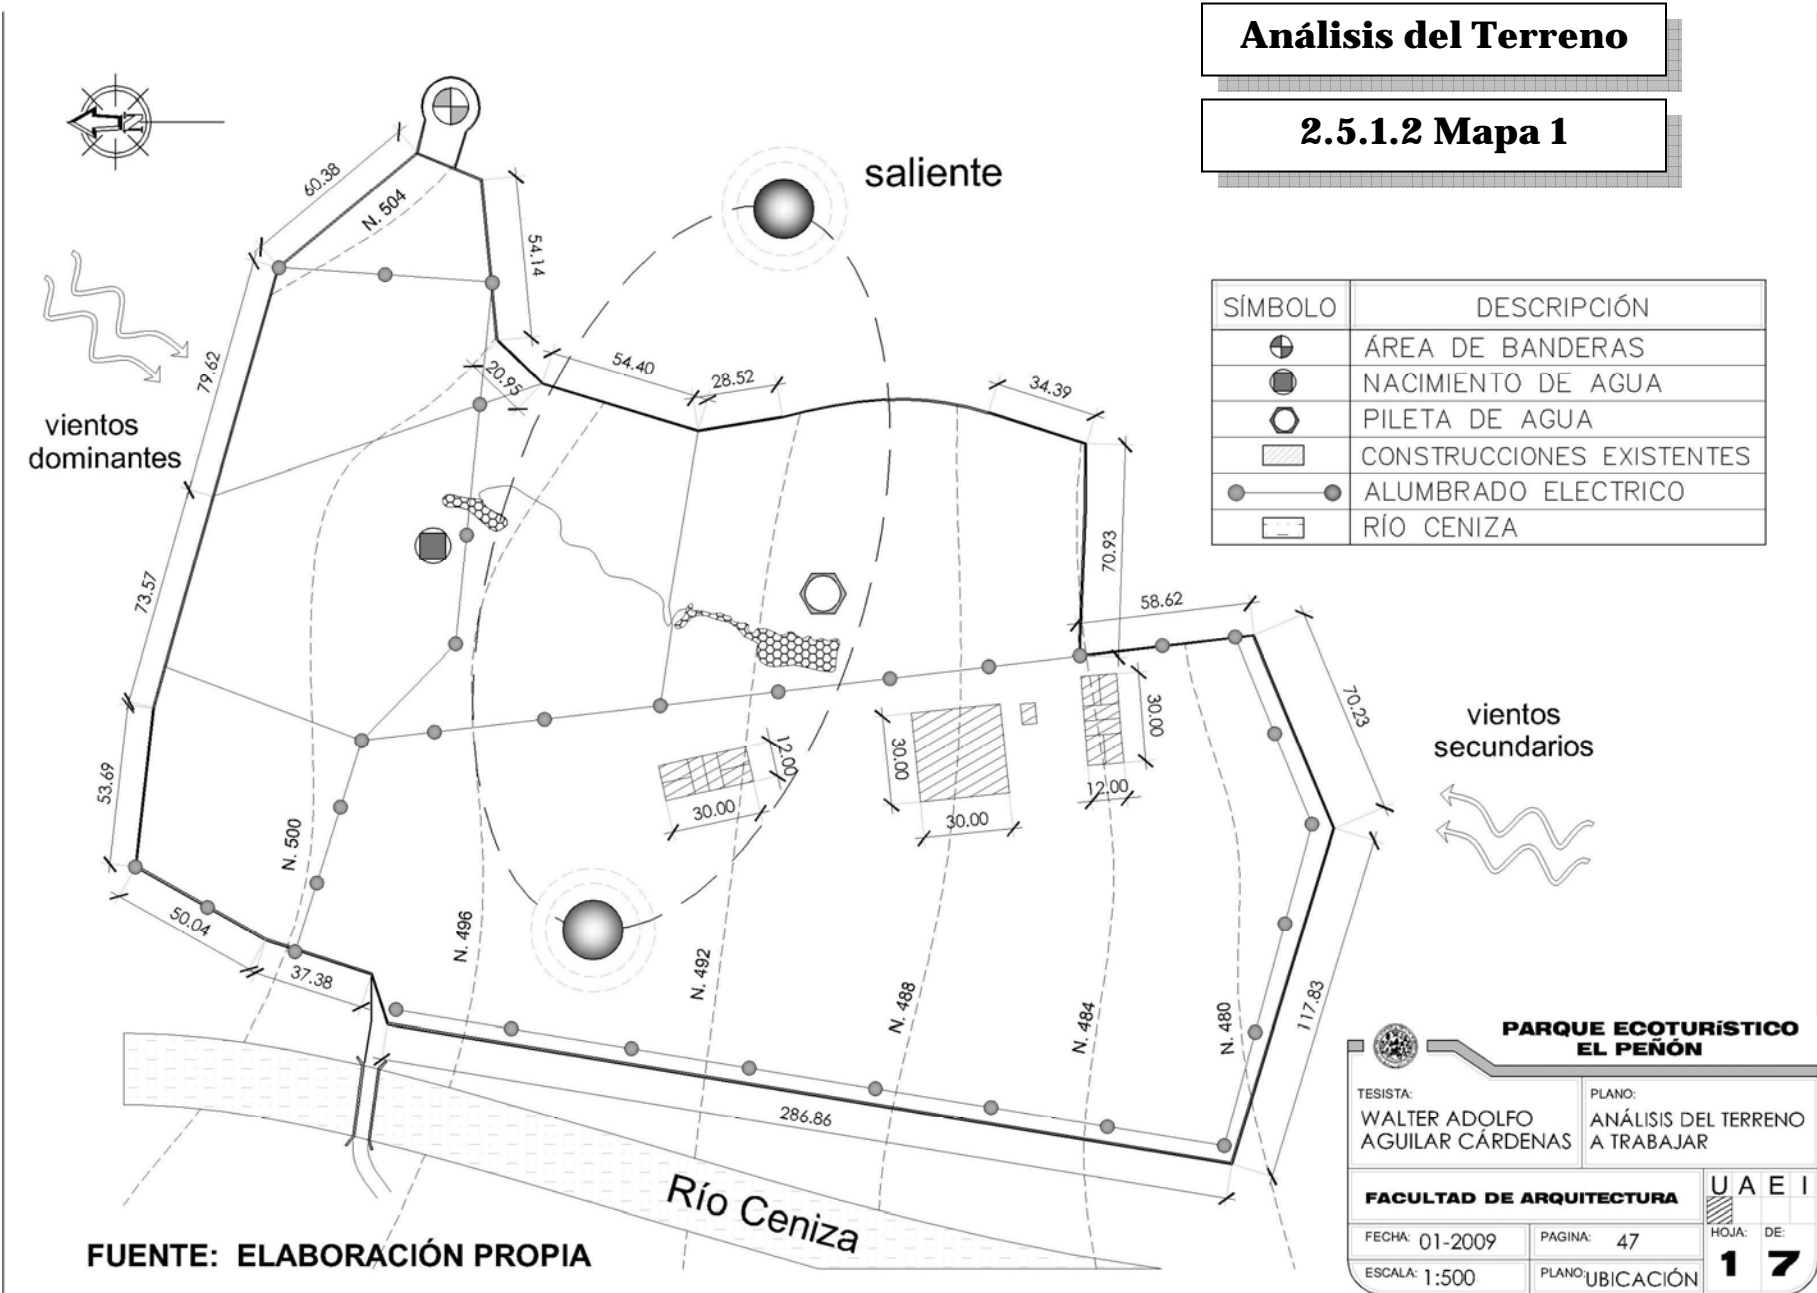 Análisis del Terreno
2.5.1.2 Mapa 1
N
saliente
vientos
dominantes
60.38
N. 504
54.14
79.62
20.95
54.40
28.52
34.39
70.93
73.57
58.62
70.23
53.69
30.00
12.00
12.00
30.00
30.00
30.00
vientos
secundarios
N. 500
N. 496
N. 492
N. 488
N. 484
N. 480
50.04
37.38
117.83
286.86
Río Ceniza
SÍMBOLO DESCRIPCIÓN
ÁREA DE BANDERAS
NACIMIENTO DE AGUA
PILETA DE AGUA
CONSTRUCCIONES EXISTENTES
ALUMBRADO ELECTRICO
RÍO CENIZA
FUENTE: ELABORACIÓN PROPIA
PARQUE ECOTURíSTICO
EL PEÑÓN
TESISTA:
WALTER ADOLFO
AGUILAR CÁRDENAS
PLANO:
ANÁLISIS DEL TERRENO
A TRABAJAR
FACULTAD DE ARQUITECTURA
U A E I
FECHA: 01-2009
PAGINA: 47
HOJA: DE:
1 7
ESCALA: 1:500
PLANO: UBICACIÓN